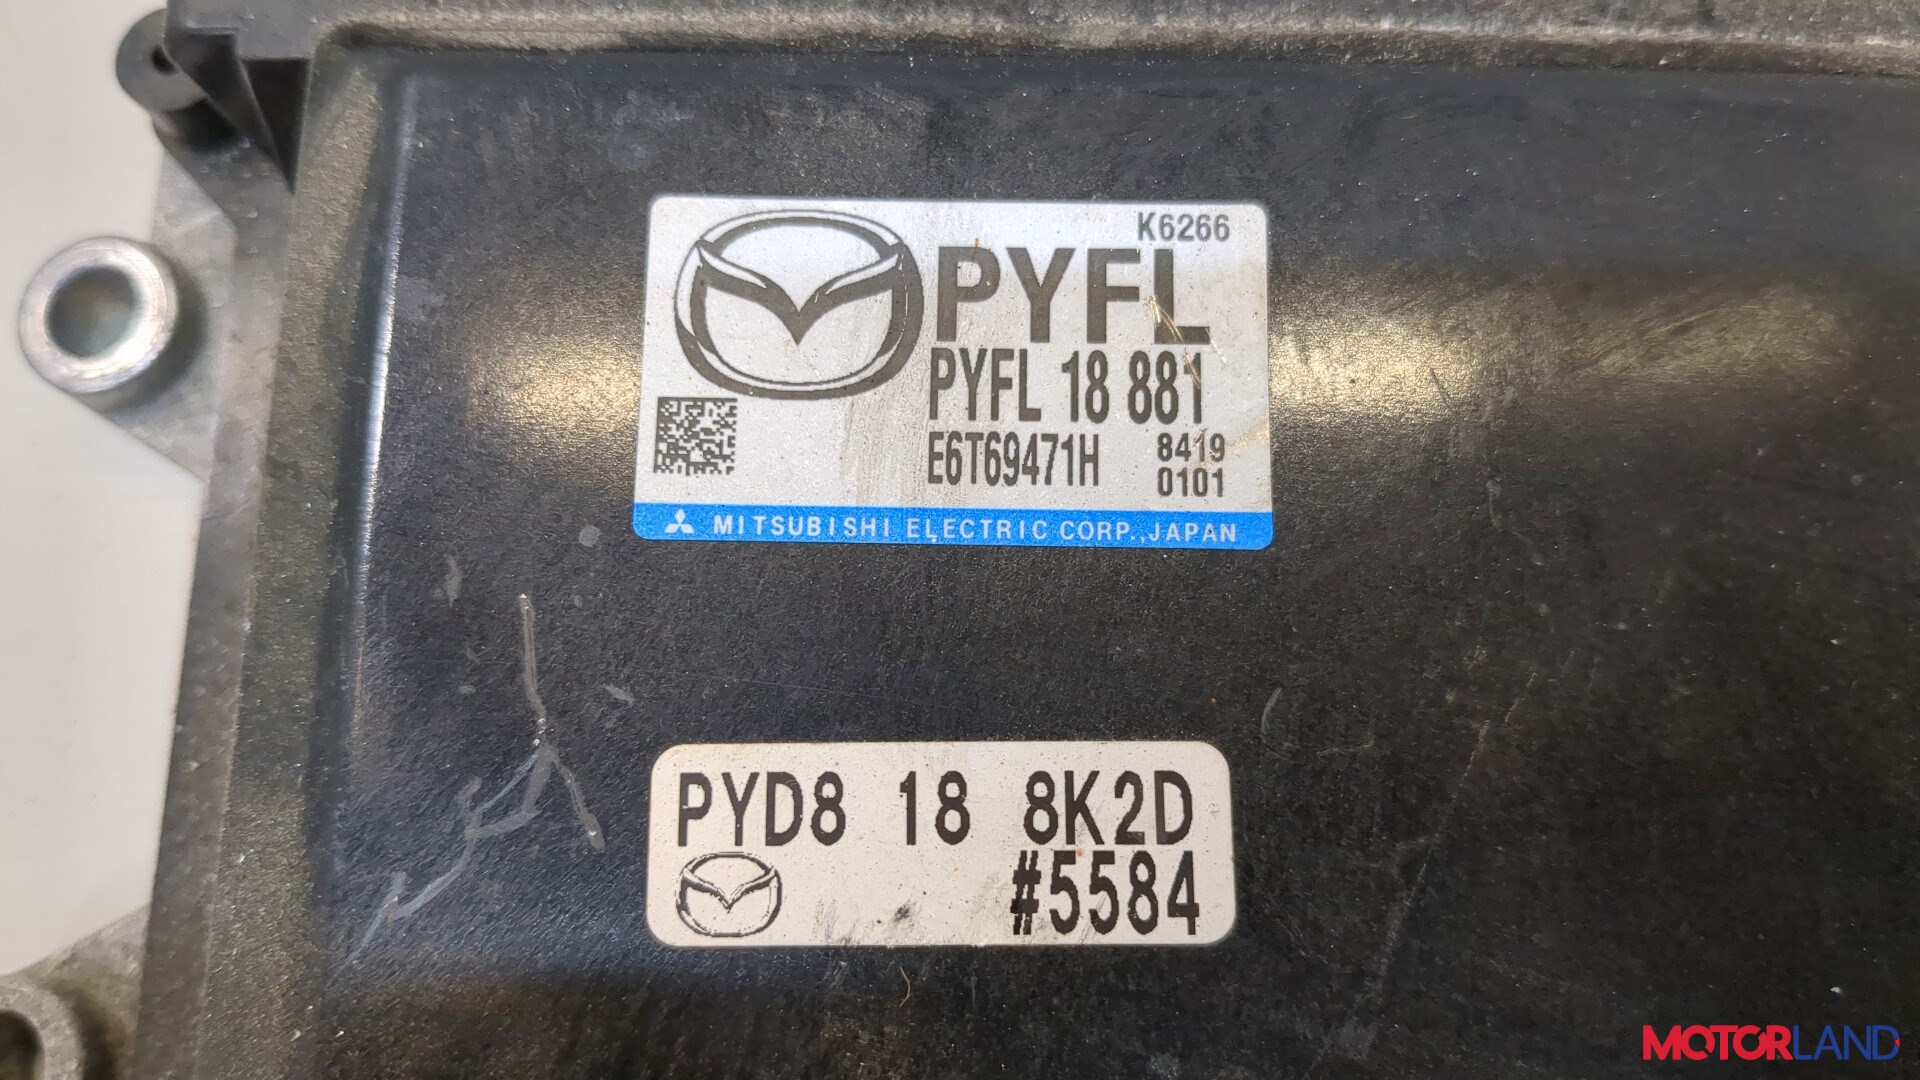 K6266
PYFL
PYFL 18 881
E6T69471H 8419
0101
MITSUBISHI ELECTRIC CORP.,JAPAN
PYD8 18 8K2D
#5584
MOTORLAND